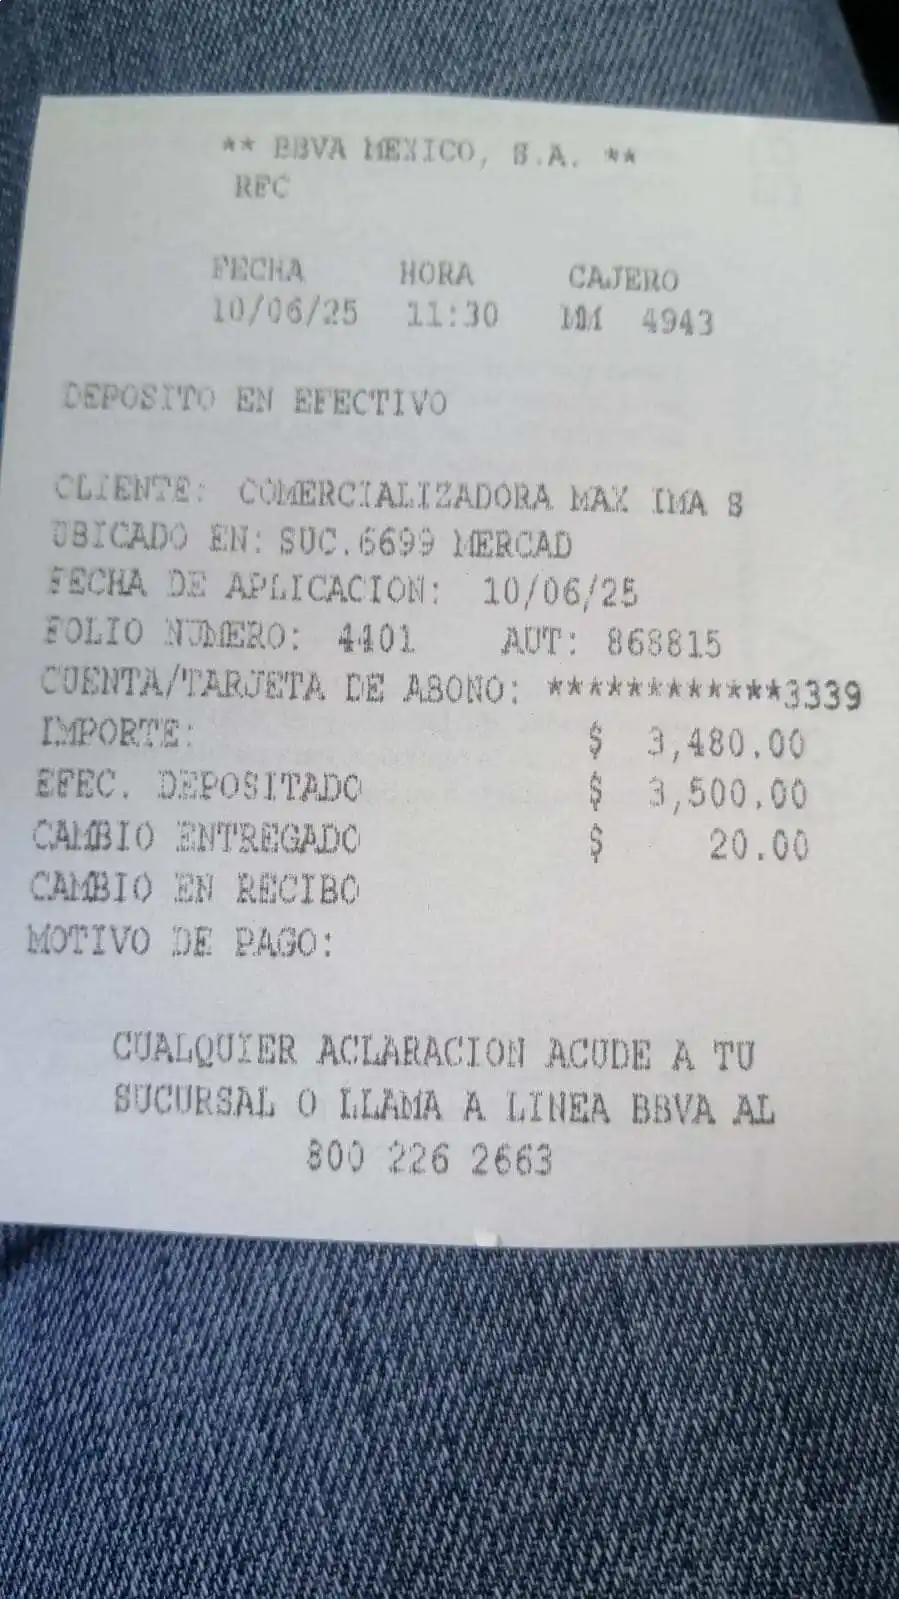 ** BBVA MEXICO, S.A. **
RFC
FECHA HORA CAJERO
10/06/25 11:30 MM 4943
DEPOSITO EN EFECTIVO
CLIENTE: COMERCIALIZADORA MAX IMA S
UBICADO EN: SUC.6699 MERCAD
FECHA DE APLICACION: 10/06/25
FOLIO NUMERO: 4401 AUT: 868815
CUENTA/TARJETA DE ABONO: ************3339
IMPORTE: $ 3,480.00
EFEC. DEPOSITADO $ 3,500.00
CAMBIO ENTREGADO $ 20.00
CAMBIO EN RECIBO
MOTIVO DE PAGO:
CUALQUIER ACLARACION ACUDE A TU
SUCURSAL O LLAMA A LINEA BBVA AL
800 226 2663